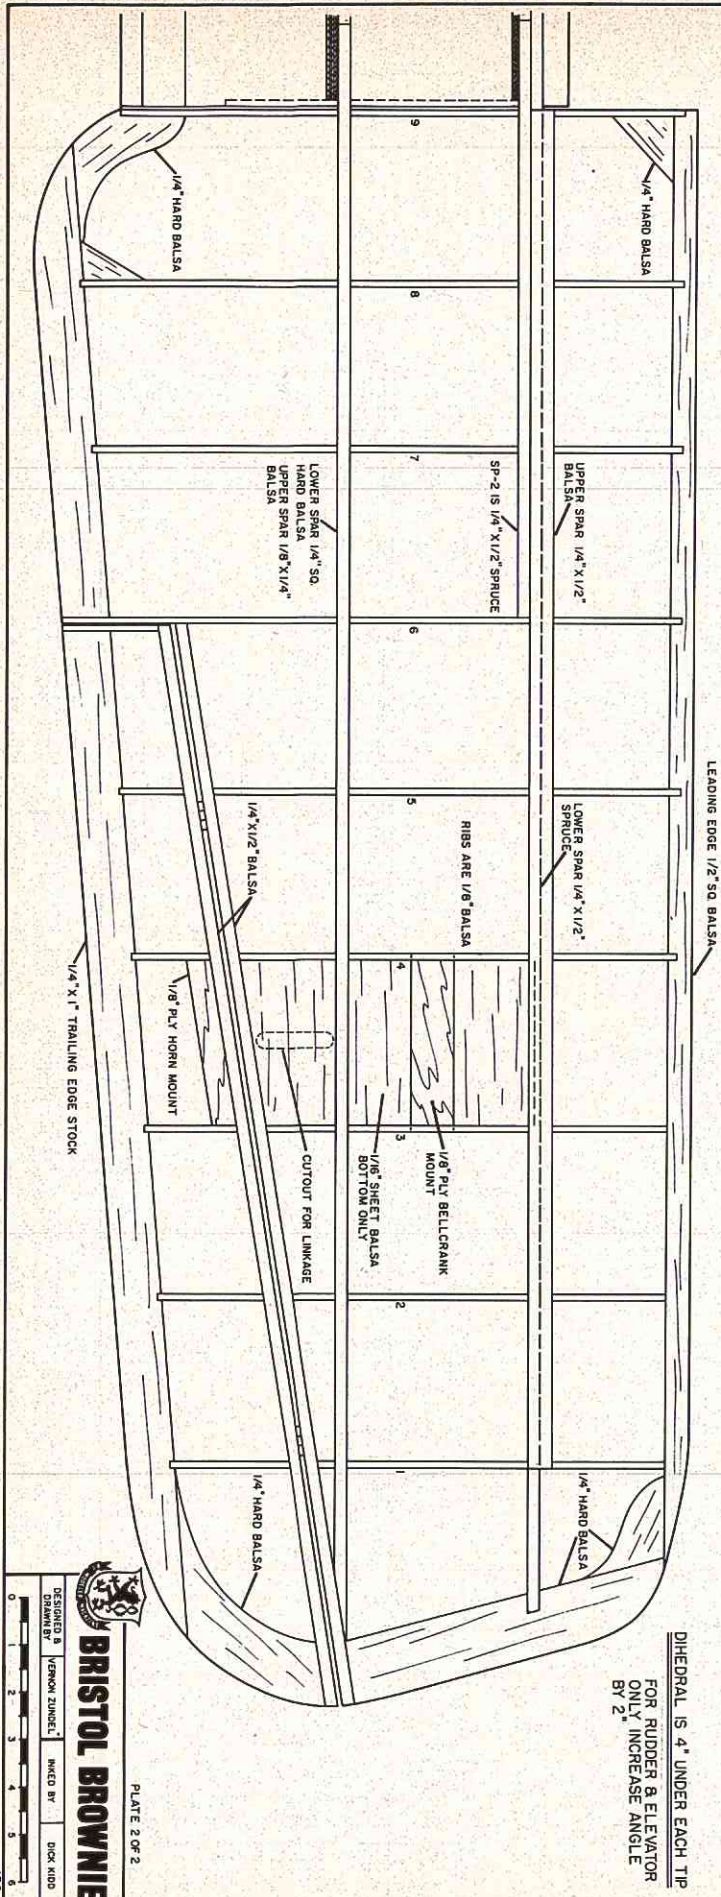 LEADING EDGE 1/2" SQ. BALSA
DIHEDRAL IS 4" UNDER EACH TIP
FOR RUDDER & ELEVATOR
ONLY INCREASE ANGLE
BY 2"
1/4" HARD BALSA
UPPER SPAR 1/4" X 1/2"
BALSA
LOWER SPAR 1/4" X 1/2"
SPRUCE
1/4" HARD BALSA
SP-2 IS 1/4" X 1/2" SPRUCE
RIBS ARE 1/8" BALSA
1/8" PLY BELLCRANK
MOUNT
9
8
7
6
5
4
3
2
1
1/16" SHEET BALSA
BOTTOM ONLY
LOWER SPAR 1/4" SQ.
HARD BALSA
UPPER SPAR 1/8" X 1/4"
BALSA
CUTOUT FOR LINKAGE
1/4" X 1/2" BALSA
1/4" HARD BALSA
1/4" HARD BALSA
1/8" PLY HORN MOUNT
1/4" X 1" TRAILING EDGE STOCK
PLATE 2 OF 2
BRISTOL BROWNIE
DESIGNED &
DRAWN BY
VERNON ZUNDEL
INKED BY
DICK KIDD
0 1 2 3 4 5 6